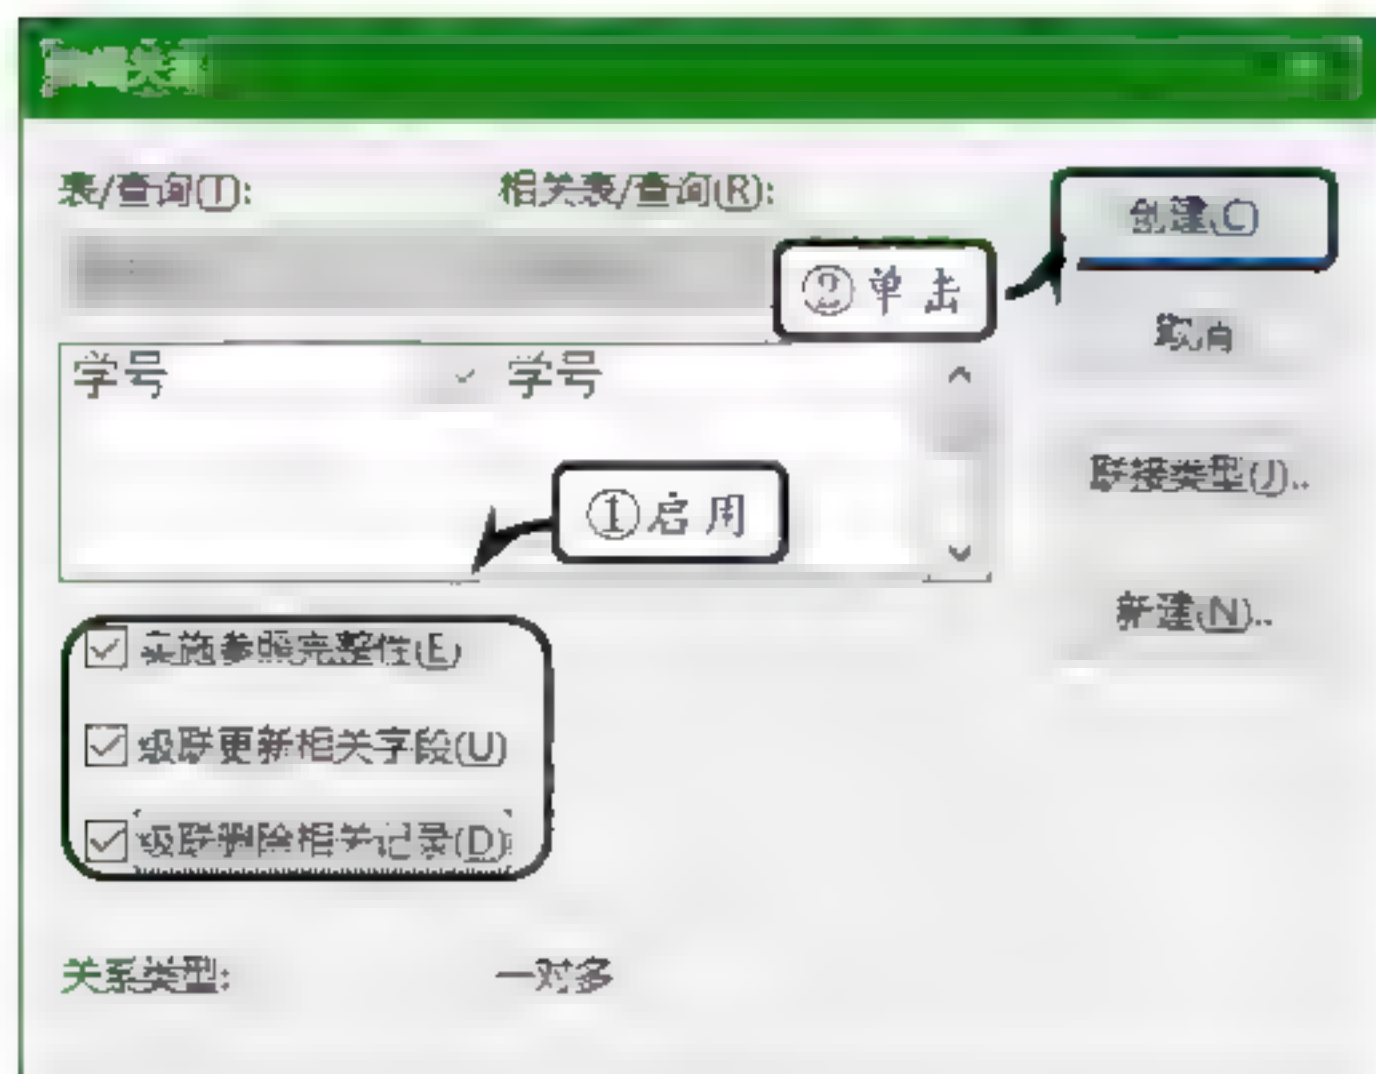 表/查询(T):
相关表/查询(R):
创建(C)
②单击
取消
学号
学号
联接类型(J)..
①启用
新建(N)..
实施参照完整性(E)
级联更新相关字段(U)
级联删除相关记录(D)
关系类型:
一对多